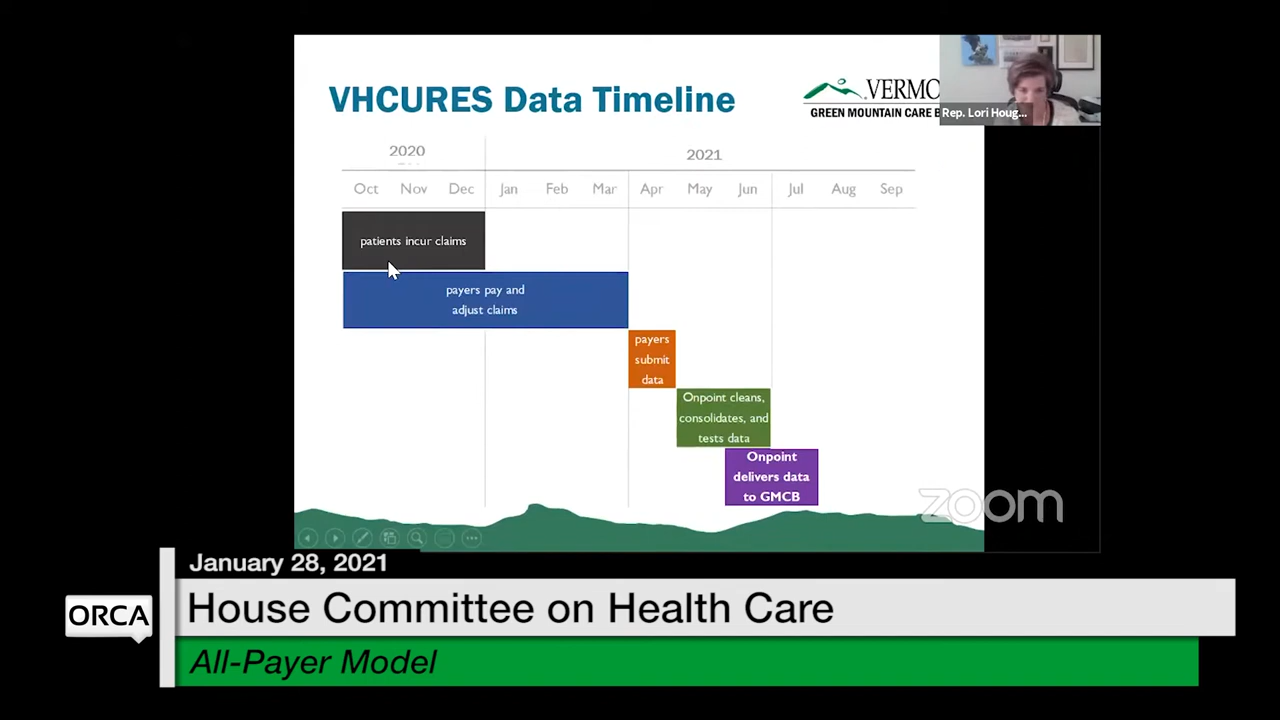 VHCURES Data Timeline
VERMO
GREEN MOUNTAIN CARE B
Rep. Lori Houg...
2020
2021
Oct Nov Dec Jan Feb Mar Apr May Jun Jul Aug Sep
patients incur claims
payers pay and
adjust claims
payers
submit
data
Onpoint cleans,
consolidates, and
tests data
Onpoint
delivers data
to GMCB
zoom
January 28, 2021
ORCA
House Committee on Health Care
All-Payer Model